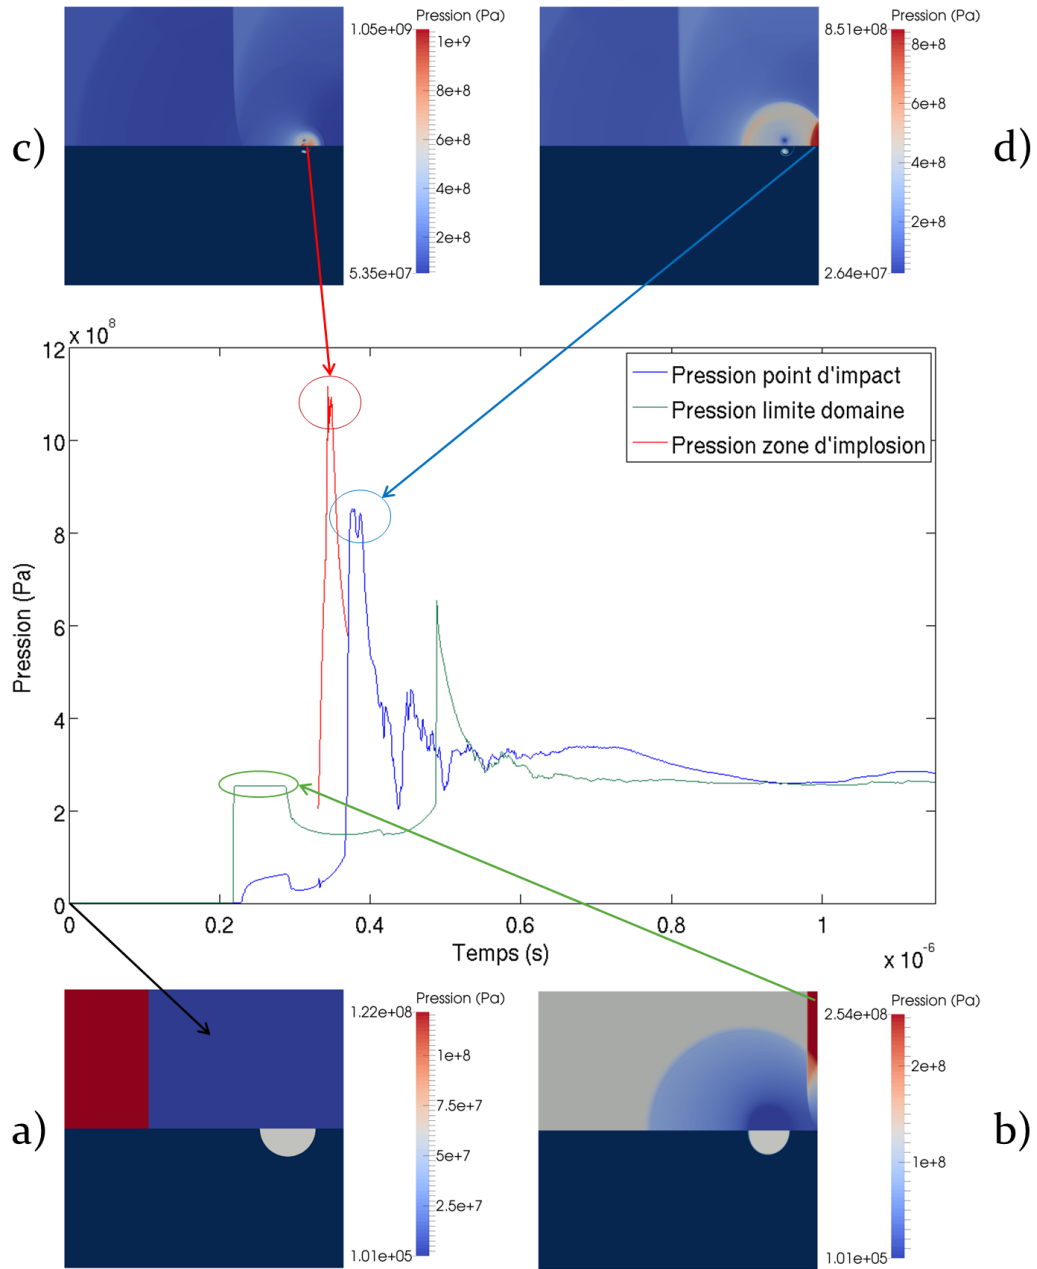 c)
1.05e+09
Pression (Pa)
1e+9
8e+8
6e+8
4e+8
2e+8
5.35e+07
8.51e+08
Pression (Pa)
8e+8
6e+8
4e+8
2e+8
2.64e+07
d)
x 10^8
12
10
8
6
4
2
0
Pression (Pa)
Pression point d'impact
Pression limite domaine
Pression zone d'implosion
0
0.2
0.4
0.6
0.8
1
Temps (s)
x 10^-6
a)
1.22e+08
Pression (Pa)
1e+8
7.5e+7
5e+7
2.5e+7
1.01e+05
2.54e+08
Pression (Pa)
2e+8
1e+8
1.01e+05
b)